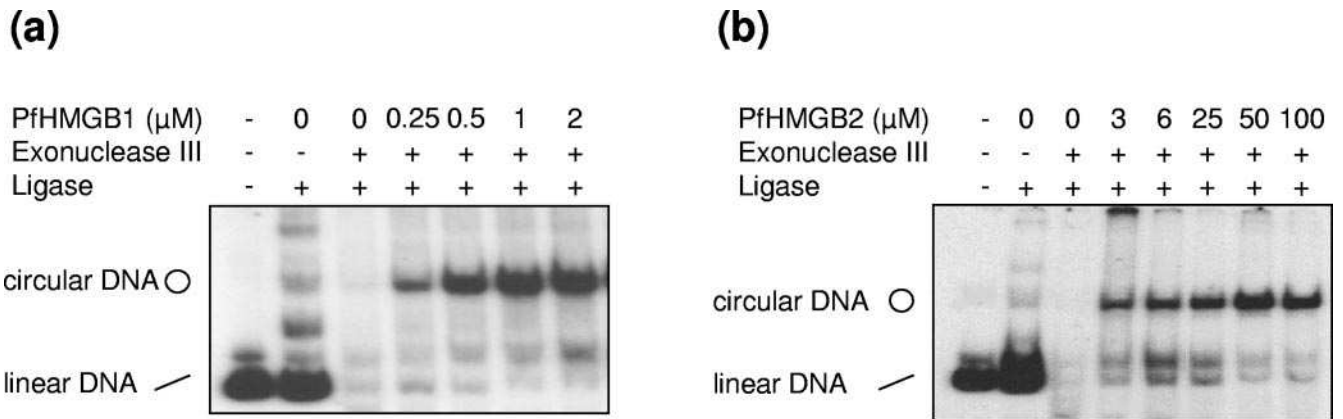 (a)
PfHMGB1 (µM) - 0 0 0.25 0.5 1 2
Exonuclease III - - + + + + +
Ligase - + + + + + +
circular DNA
linear DNA
(b)
PfHMGB2 (µM) - 0 0 3 6 25 50 100
Exonuclease III - - + + + + + +
Ligase - + + + + + + +
circular DNA
linear DNA